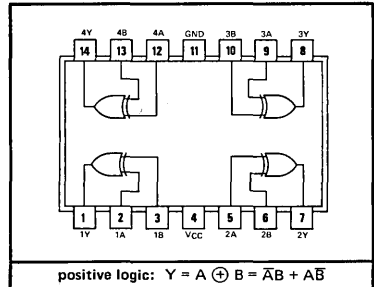 4Y 4B 4A GND 3B 3A 3Y
14 13 12 11 10 9 8
1 2 3 4 5 6 7
1Y 1A 1B VCC 2A 2B 2Y
positive logic: Y = A ⊕ B = A̅B + AB̅